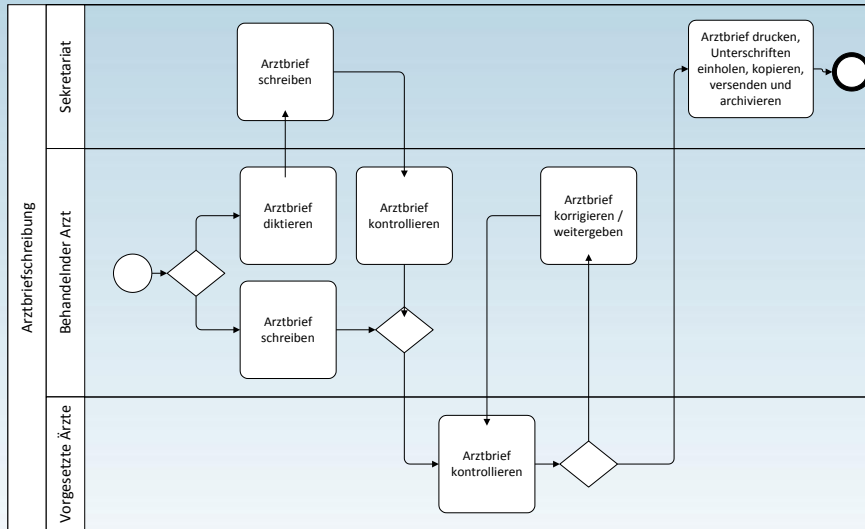 Arztbriefschreibung
Sekretariat
Arztbrief
schreiben
Arztbrief drucken,
Unterschriften
einholen, kopieren,
versenden und
archivieren
Behandelnder Arzt
Arztbrief
diktieren
Arztbrief
kontrollieren
Arztbrief
korrigieren /
weitergeben
Arztbrief
schreiben
Vorgesetzte Ärzte
Arztbrief
kontrollieren